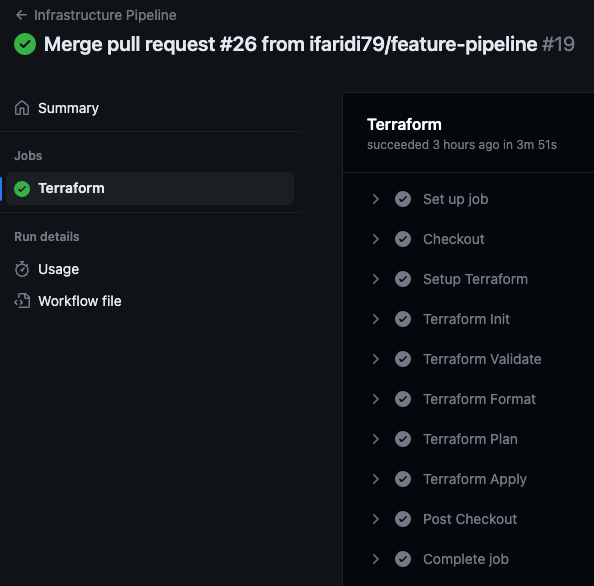 Infrastructure Pipeline
Merge pull request #26 from ifaridi79/feature-pipeline #19
Summary
Jobs
Terraform
Run details
Usage
Workflow file
Terraform
succeeded 3 hours ago in 3m 51s
Set up job
Checkout
Setup Terraform
Terraform Init
Terraform Validate
Terraform Format
Terraform Plan
Terraform Apply
Post Checkout
Complete job